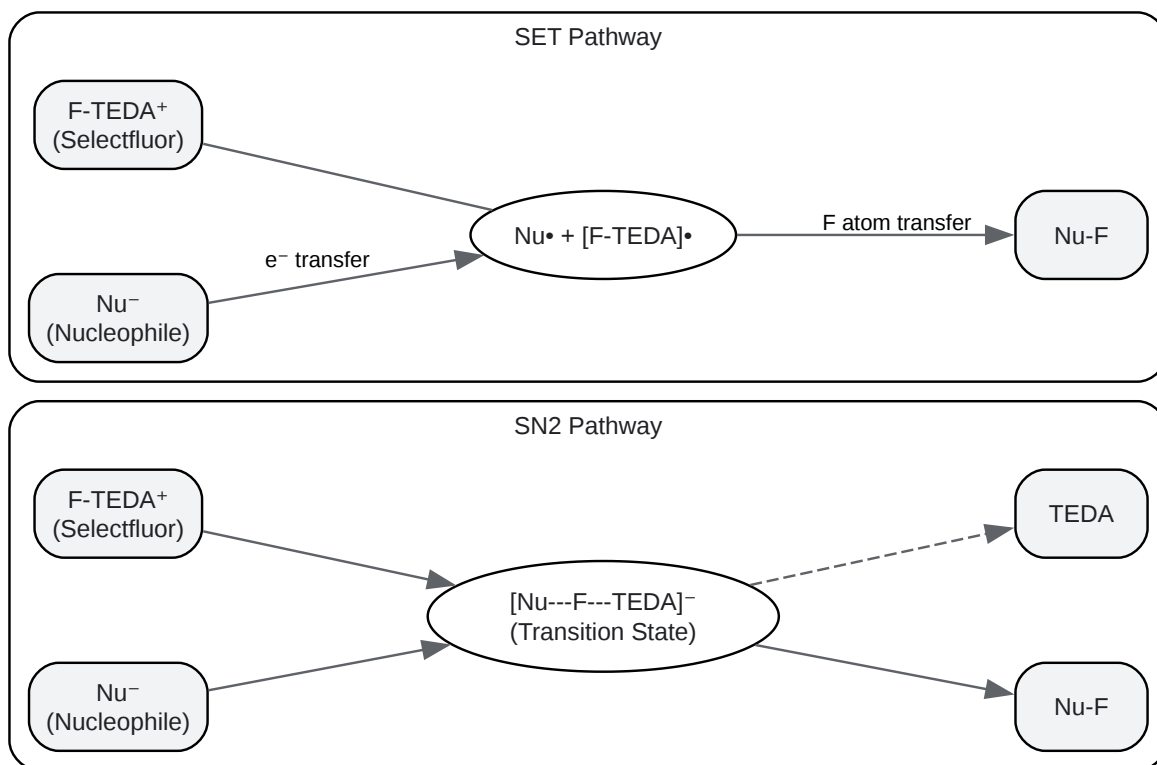 SET Pathway
F-TEDA⁺
(Selectfluor)
Nu• + [F-TEDA]•
F atom transfer
Nu-F
e⁻ transfer
Nu⁻
(Nucleophile)
SN2 Pathway
F-TEDA⁺
(Selectfluor)
TEDA
[Nu---F---TEDA]⁻
(Transition State)
Nu⁻
(Nucleophile)
Nu-F